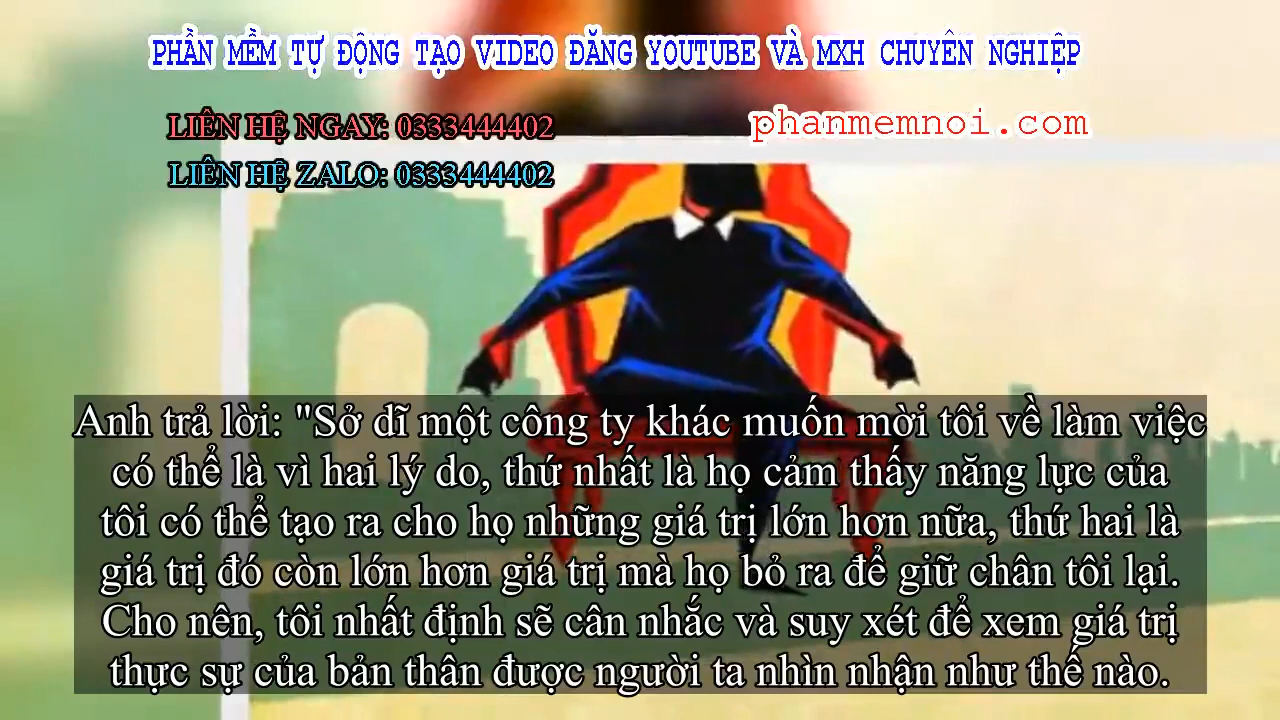 PHẦN MỀM TỰ ĐỘNG TẠO VIDEO ĐĂNG YOUTUBE VÀ MXH CHUYÊN NGHIỆP
LIÊN HỆ NGAY: 0333444402
phanmemnoi.com
LIÊN HỆ ZALO: 0333444402
Anh trả lời: "Sở dĩ một công ty khác muốn mời tôi về làm việc
có thể là vì hai lý do, thứ nhất là họ cảm thấy năng lực của
tôi có thể tạo ra cho họ những giá trị lớn hơn nữa, thứ hai là
giá trị đó còn lớn hơn giá trị mà họ bỏ ra để giữ chân tôi lại.
Cho nên, tôi nhất định sẽ cân nhắc và suy xét để xem giá trị
thực sự của bản thân được người ta nhìn nhận như thế nào.